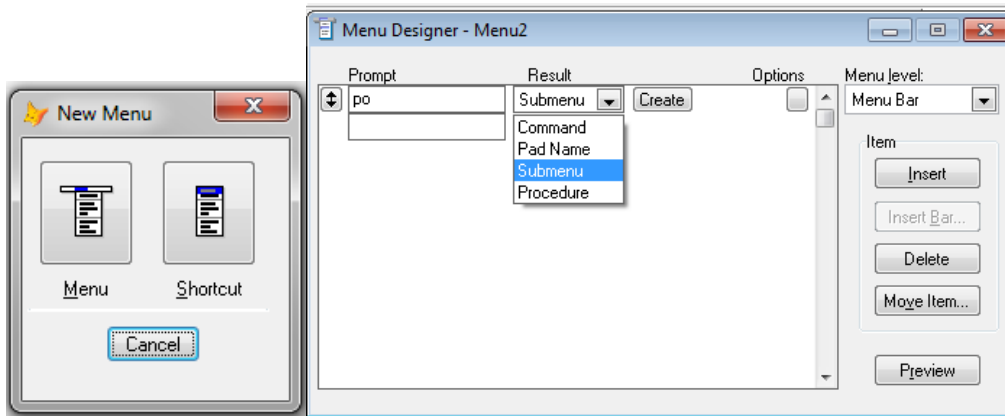 New Menu
Menu Shortcut
Cancel
Menu Designer - Menu2
Prompt Result Options Menu level:
po Submenu Create Menu Bar
Command
Pad Name
Submenu
Procedure
Item
Insert
Insert Bar...
Delete
Move Item...
Preview